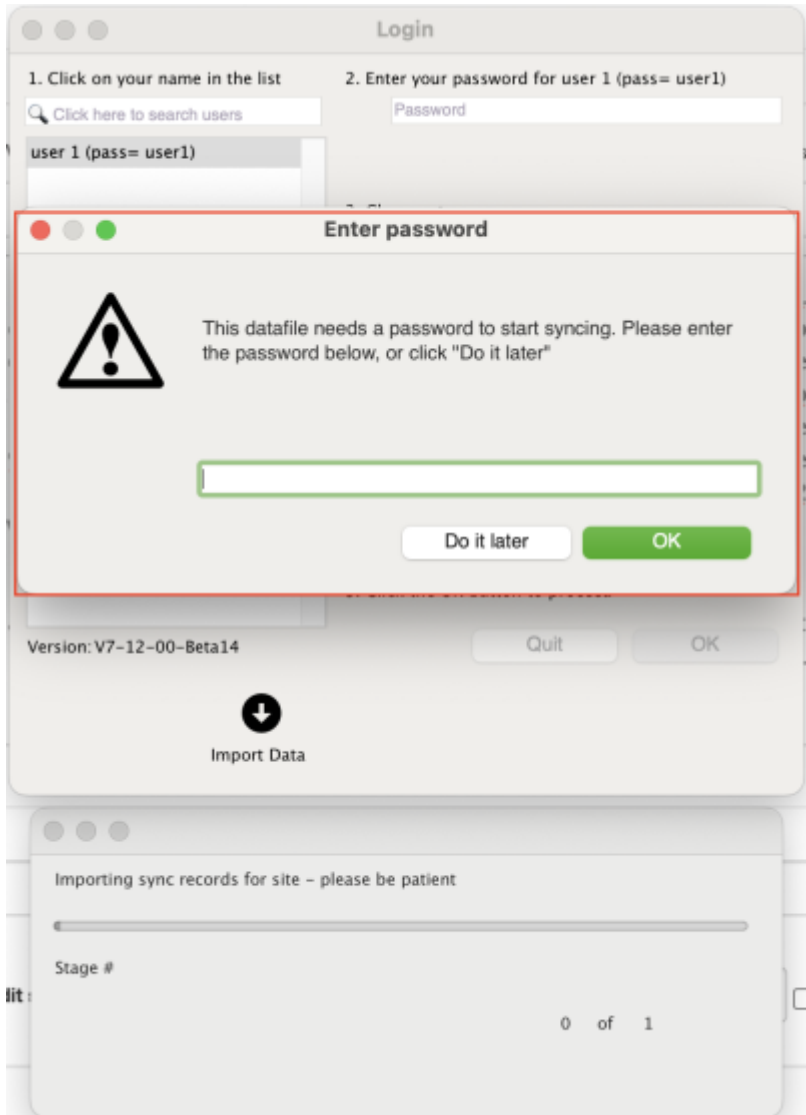 Login
1. Click on your name in the list
2. Enter your password for user 1 (pass= user1)
Click here to search users
Password
user 1 (pass= user1)
Enter password
This datafile needs a password to start syncing. Please enter
the password below, or click "Do it later"
Do it later
OK
Version: V7-12-00-Beta14
Quit
OK
Import Data
Importing sync records for site – please be patient
Stage #
0 of 1